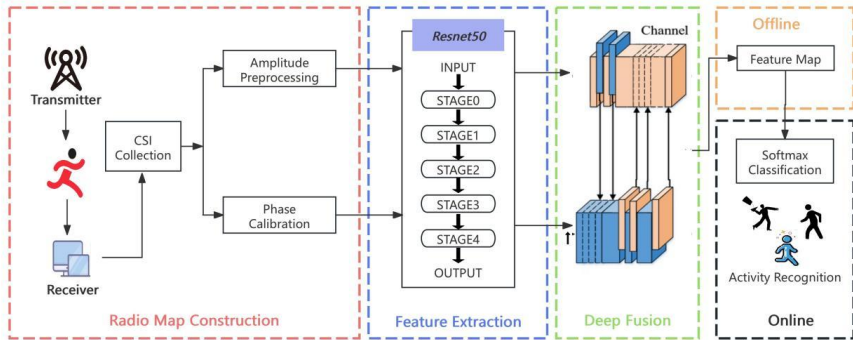 Transmitter
Receiver
CSI
Collection
Amplitude
Preprocessing
Phase
Calibration
Radio Map Construction
Resnet50
INPUT
STAGE0
STAGE1
STAGE2
STAGE3
STAGE4
OUTPUT
Feature Extraction
Channel
Deep Fusion
Offline
Feature Map
Softmax
Classification
Activity Recognition
Online